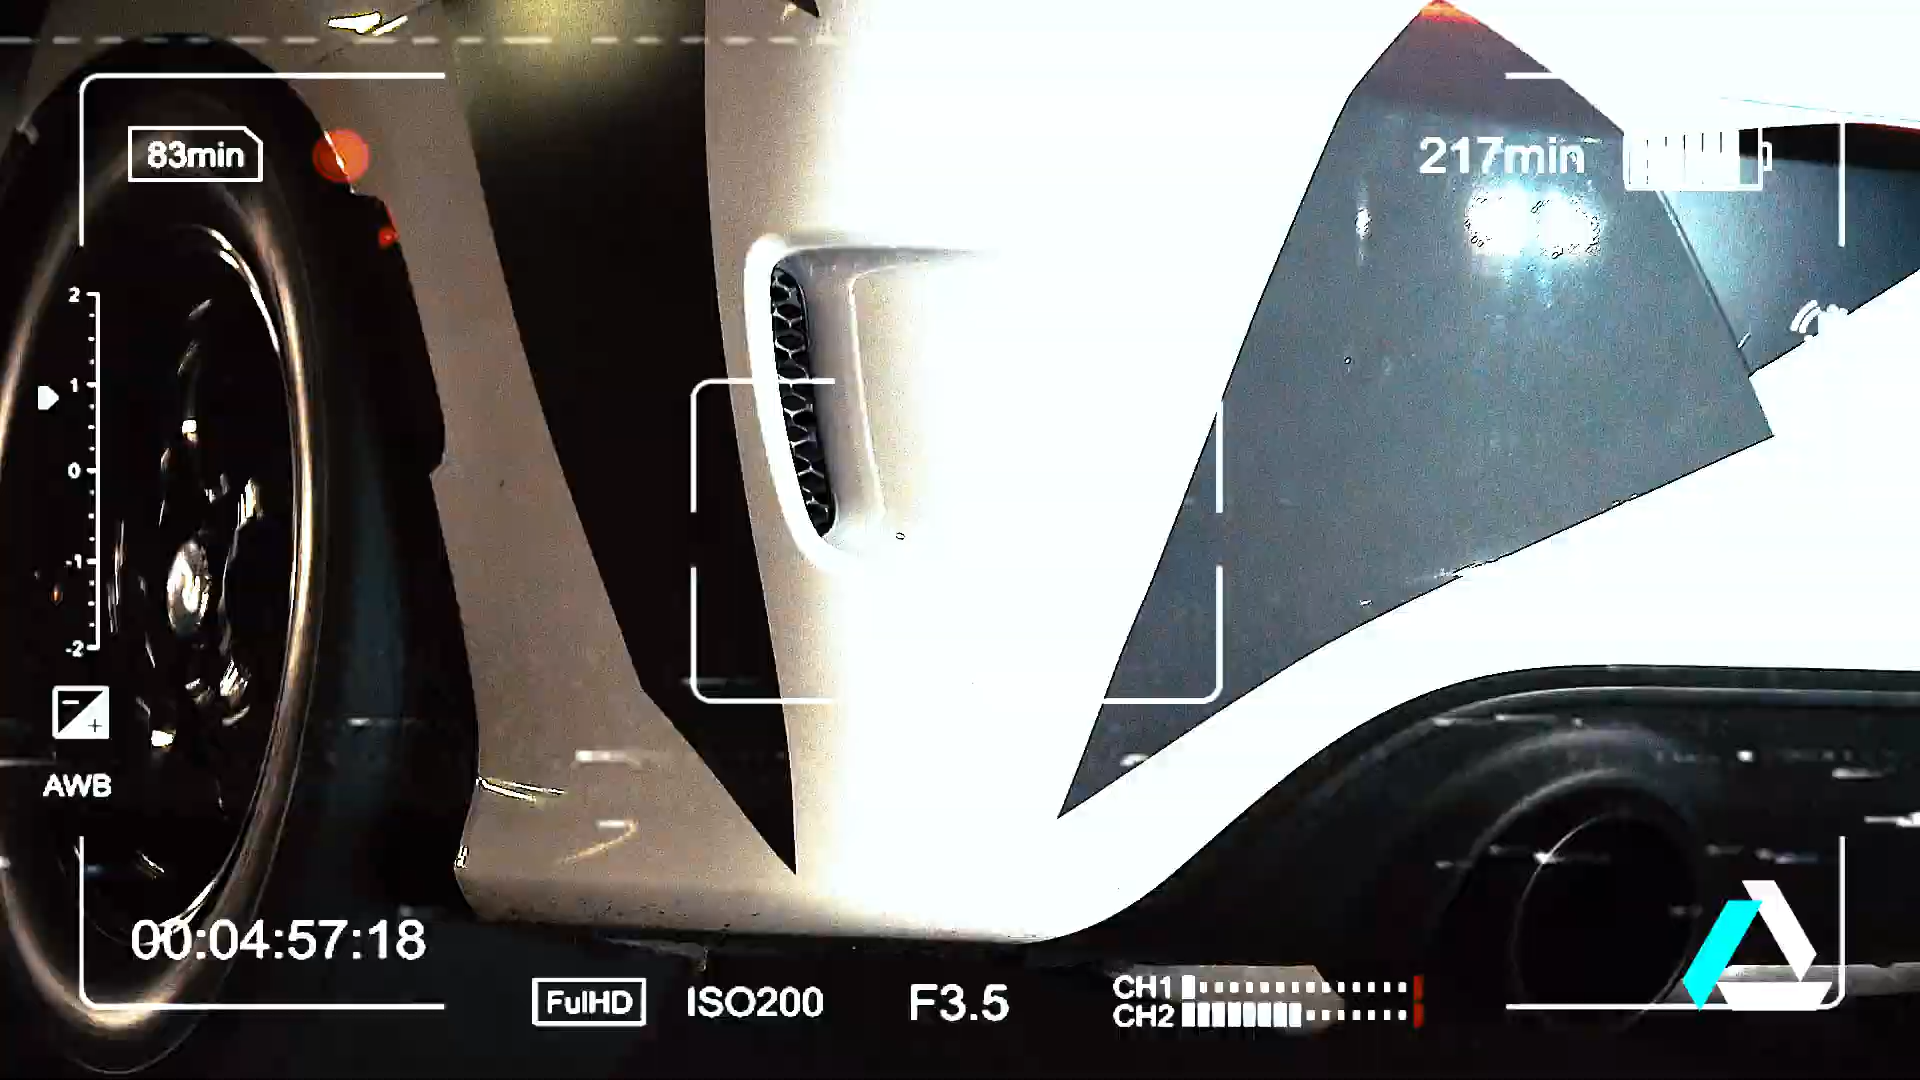 83min
217min
2
1
0
-1
-2
AWB
00:04:57:18
FulHD
ISO200
F3.5
CH1
CH2